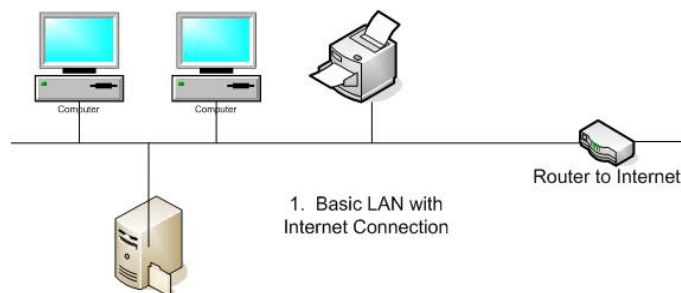 Computer
Computer
Router to Internet
1. Basic LAN with
Internet Connection